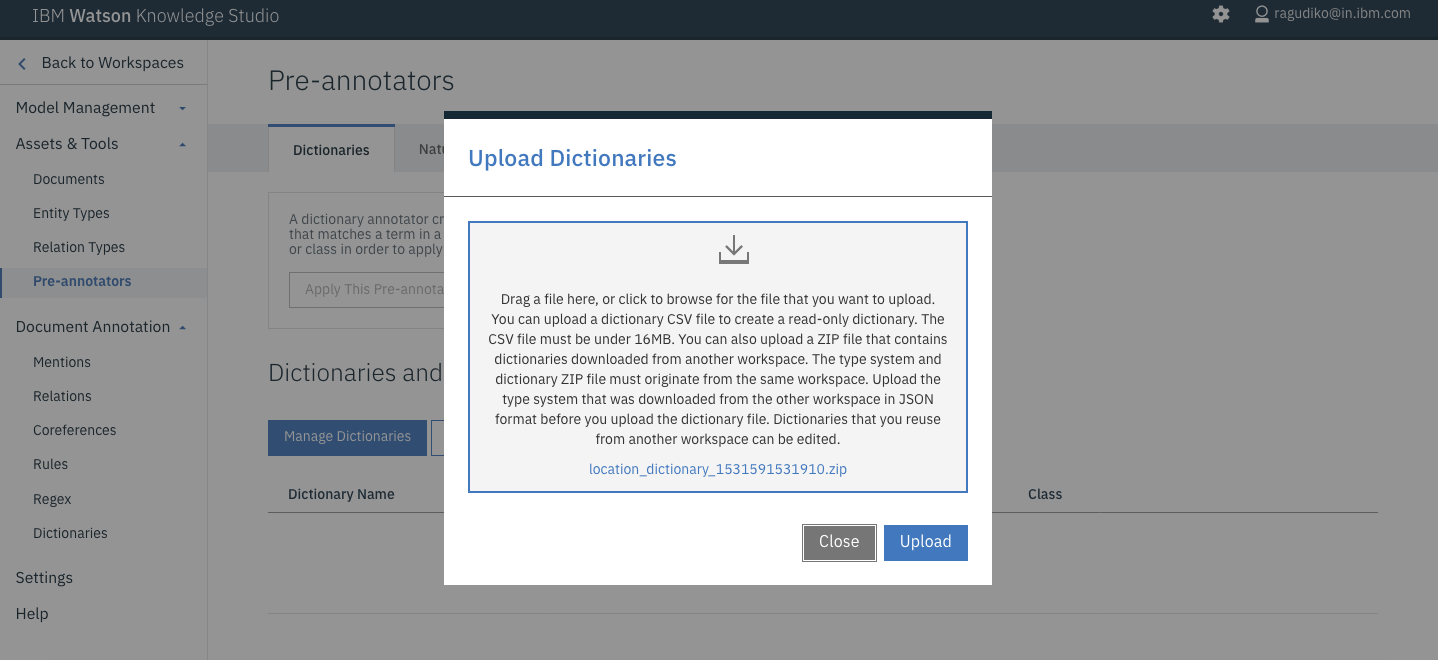 IBM Watson Knowledge Studio
ragudiko@in.ibm.com
Back to Workspaces
Model Management
Assets & Tools
Documents
Entity Types
Relation Types
Pre-annotators
Document Annotation
Mentions
Relations
Coreferences
Rules
Regex
Dictionaries
Settings
Help
Pre-annotators
Dictionaries
Natu
A dictionary annotator cr
that matches a term in a
or class in order to apply
Apply This Pre-annota
Dictionaries and
Manage Dictionaries
Dictionary Name
Class
Upload Dictionaries
Drag a file here, or click to browse for the file that you want to upload.
You can upload a dictionary CSV file to create a read-only dictionary. The
CSV file must be under 16MB. You can also upload a ZIP file that contains
dictionaries downloaded from another workspace. The type system and
dictionary ZIP file must originate from the same workspace. Upload the
type system that was downloaded from the other workspace in JSON
format before you upload the dictionary file. Dictionaries that you reuse
from another workspace can be edited.
location_dictionary_1531591531910.zip
Close
Upload